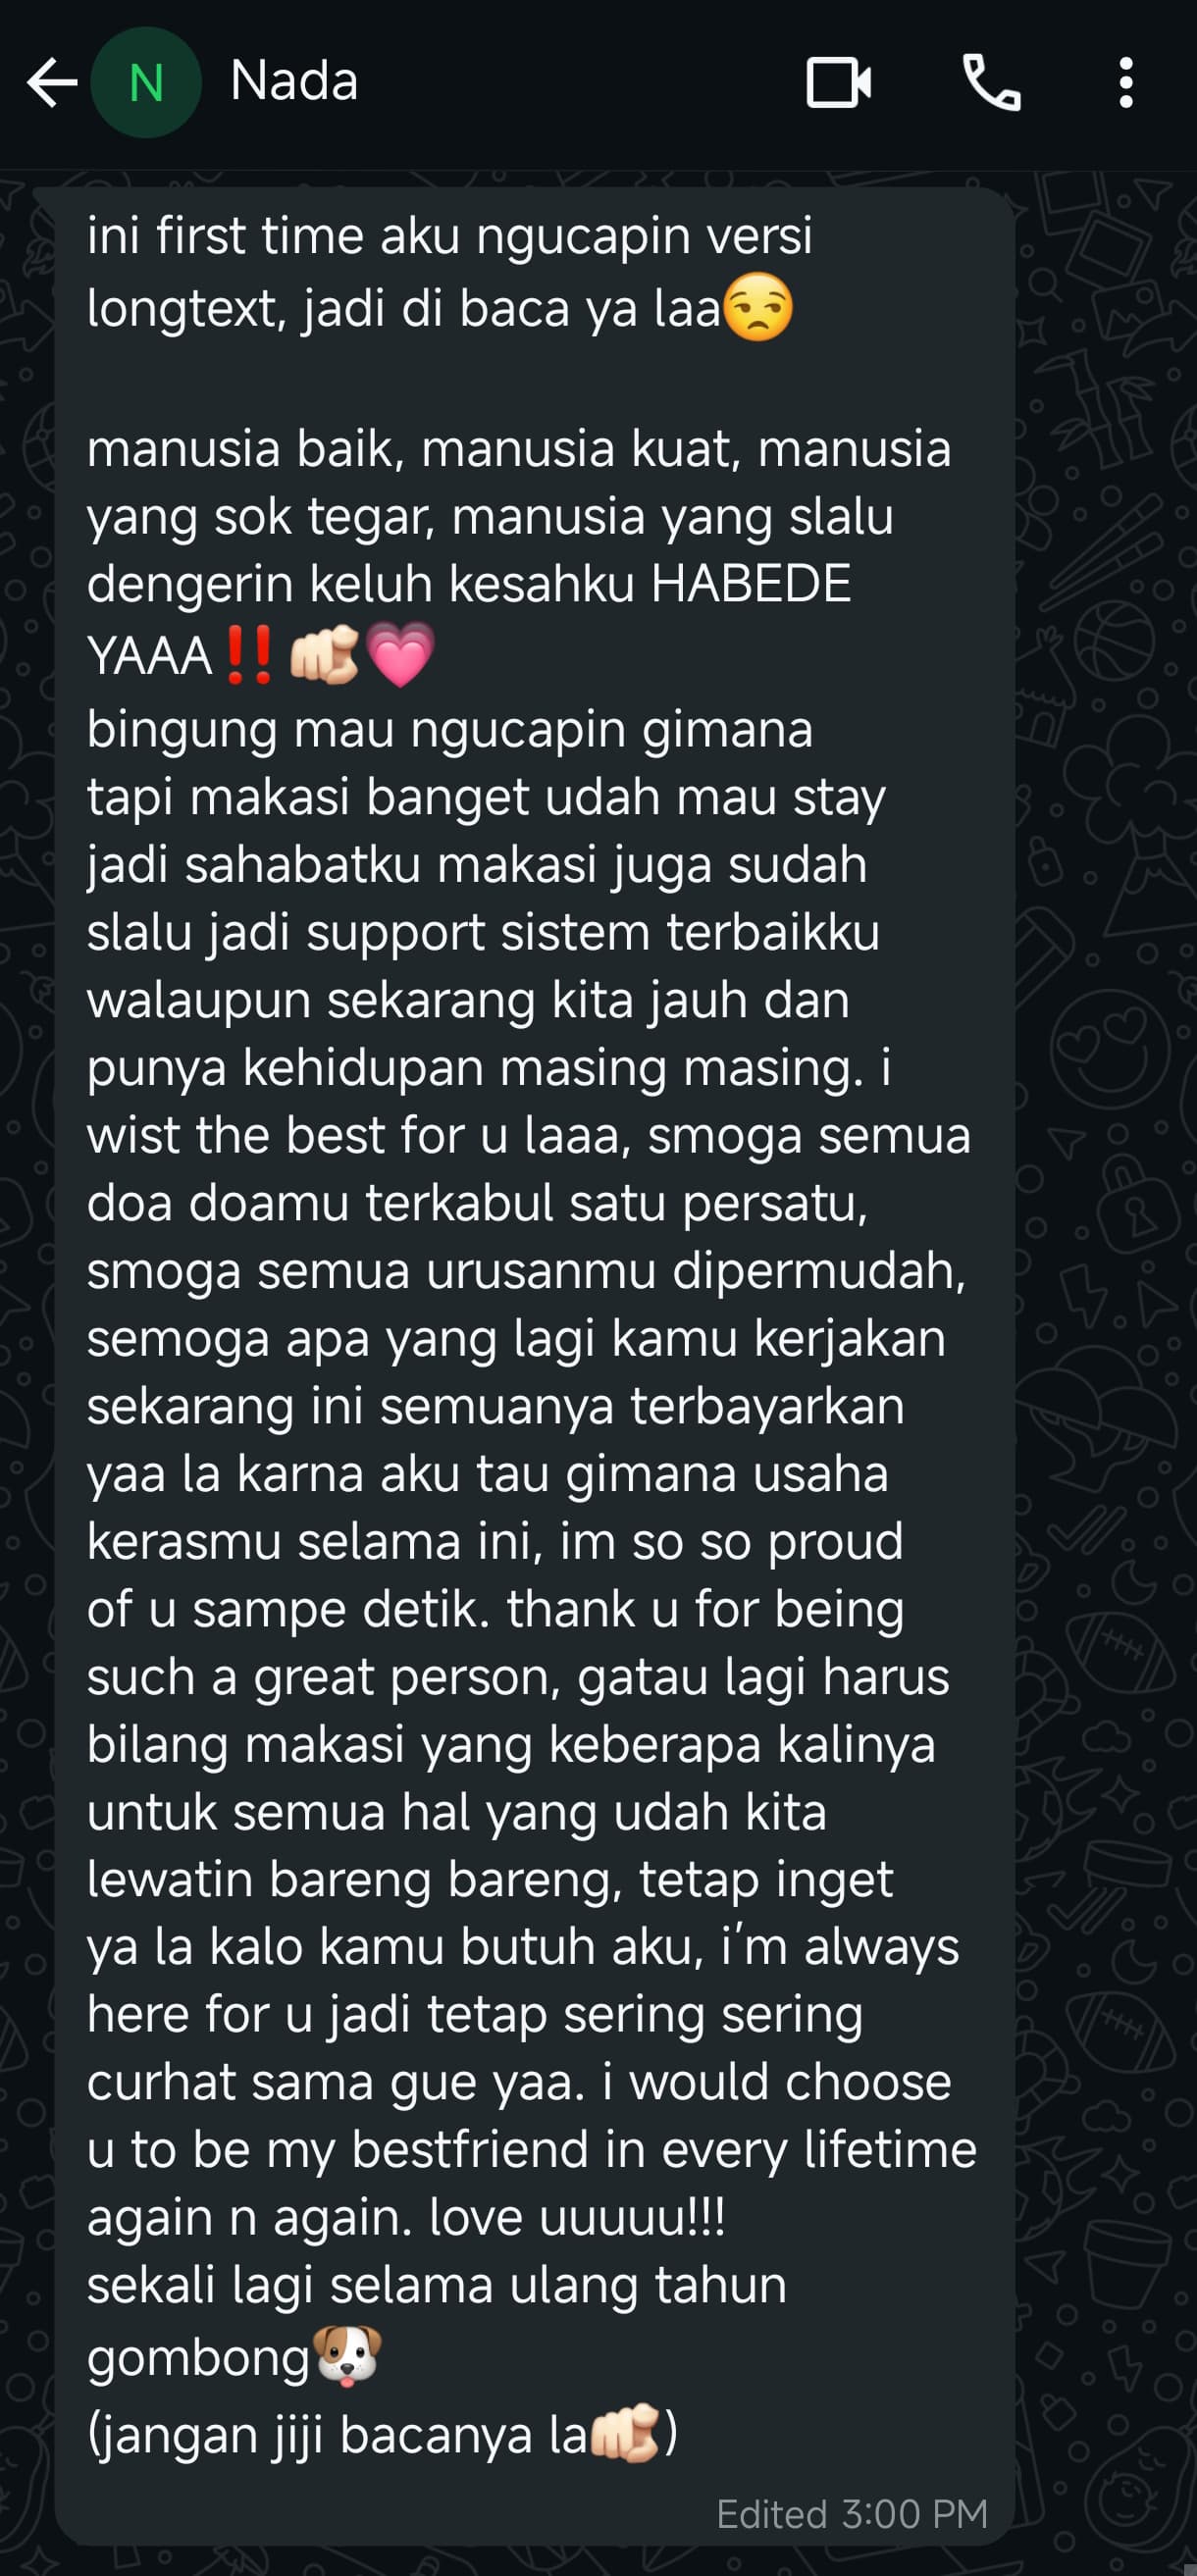 N
Nada
ini first time aku ngucapin versi
longtext, jadi di baca ya laa😒
manusia baik, manusia kuat, manusia
yang sok tegar, manusia yang slalu
dengerin keluh kesahku HABEDE
YAAA‼️🫵🏻💗
bingung mau ngucapin gimana
tapi makasi banget udah mau stay
jadi sahabatku makasi juga sudah
slalu jadi support sistem terbaikku
walaupun sekarang kita jauh dan
punya kehidupan masing masing. i
wist the best for u laaa, smoga semua
doa doamu terkabul satu persatu,
smoga semua urusanmu dipermudah,
semoga apa yang lagi kamu kerjakan
sekarang ini semuanya terbayarkan
yaa la karna aku tau gimana usaha
kerasmu selama ini, im so so proud
of u sampe detik. thank u for being
such a great person, gatau lagi harus
bilang makasi yang keberapa kalinya
untuk semua hal yang udah kita
lewatin bareng bareng, tetap inget
ya la kalo kamu butuh aku, i’m always
here for u jadi tetap sering sering
curhat sama gue yaa. i would choose
u to be my bestfriend in every lifetime
again n again. love uuuuu!!!
sekali lagi selama ulang tahun
gombong🐶
(jangan jiji bacanya la🫵🏻)
Edited 3:00 PM